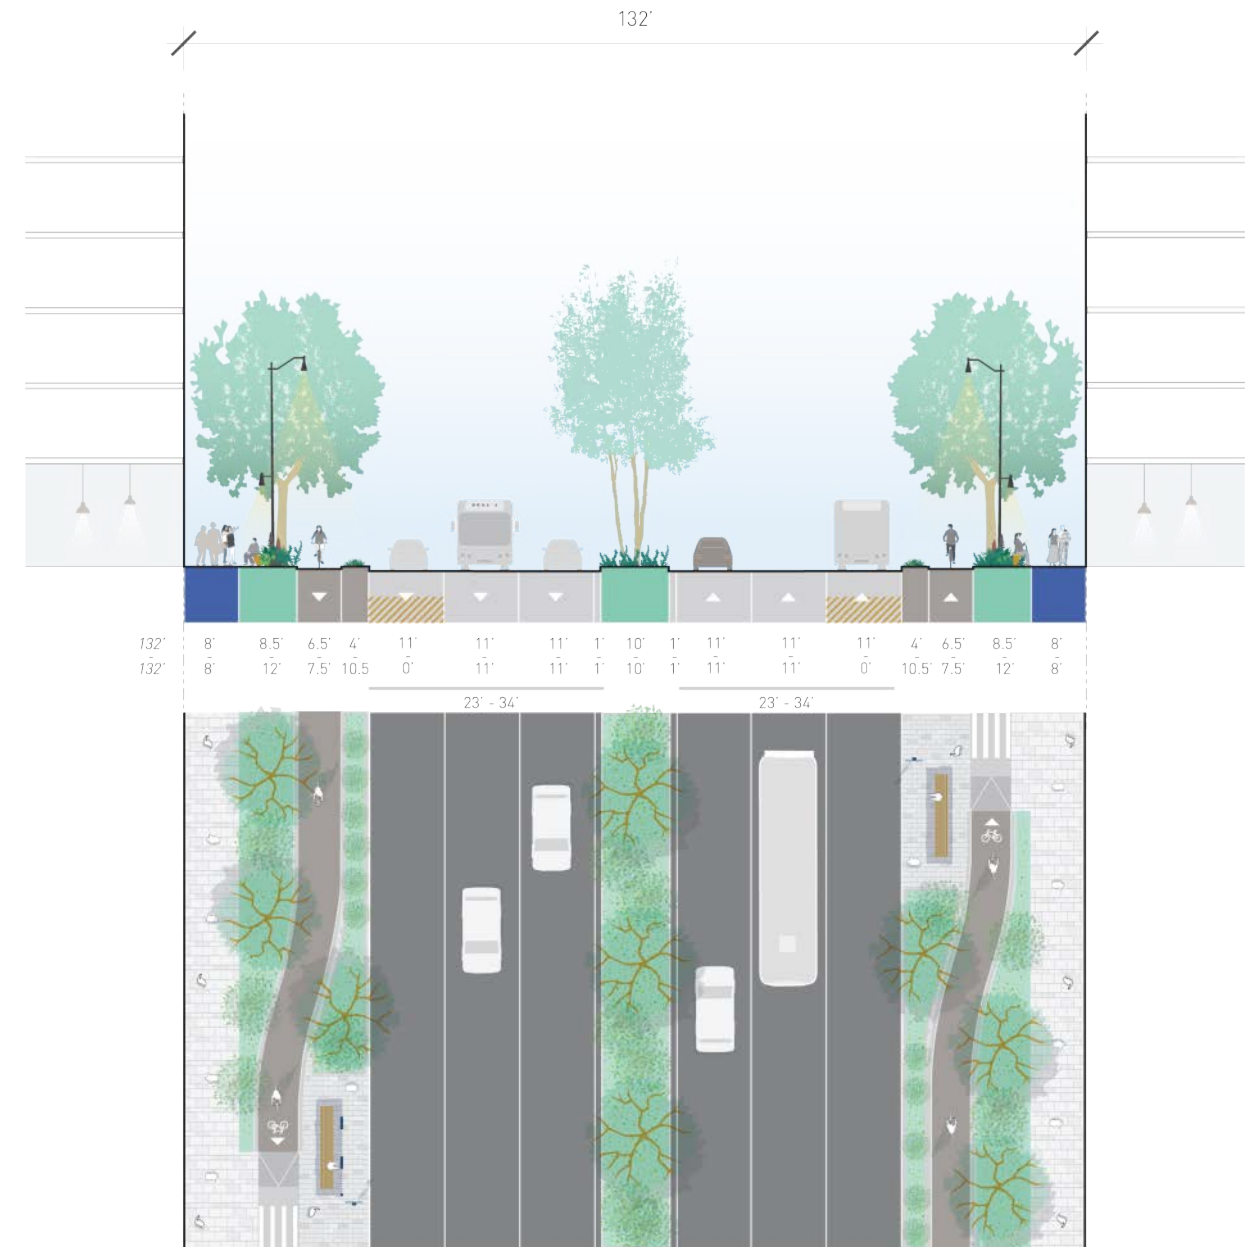 132'
132' 8' 8.5' 6.5' 4' 11' 11' 11' 1' 10' 1' 11' 11' 11' 4' 6.5' 8.5' 8'
- - - - - - - - - - - - - - - - - -
132' 8' 12' 7.5' 10.5 0' 11' 11' 1' 10' 1' 11' 11' 0' 10.5' 7.5' 12' 8'
23' - 34' 23' - 34'